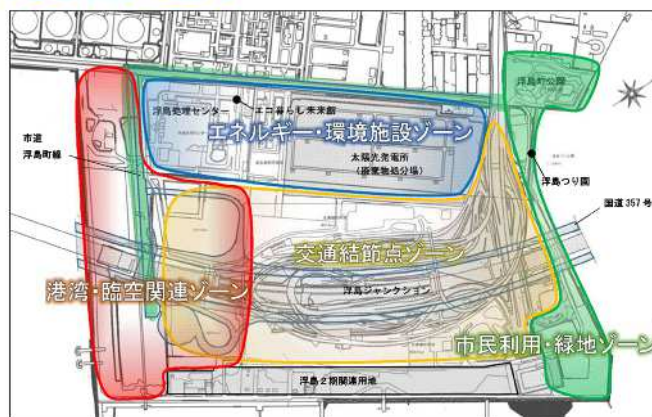 浮島町公園
浮島処理センター
エコ暮らし未来館
エネルギー・環境施設ゾーン
太陽光発電所
(廃棄物処分場)
市道
浮島町線
浮島つり園
国道357号
交通結節点ゾーン
港湾・臨空関連ゾーン
浮島ジャンクション
市民利用・緑地ゾーン
浮島2期関連用地